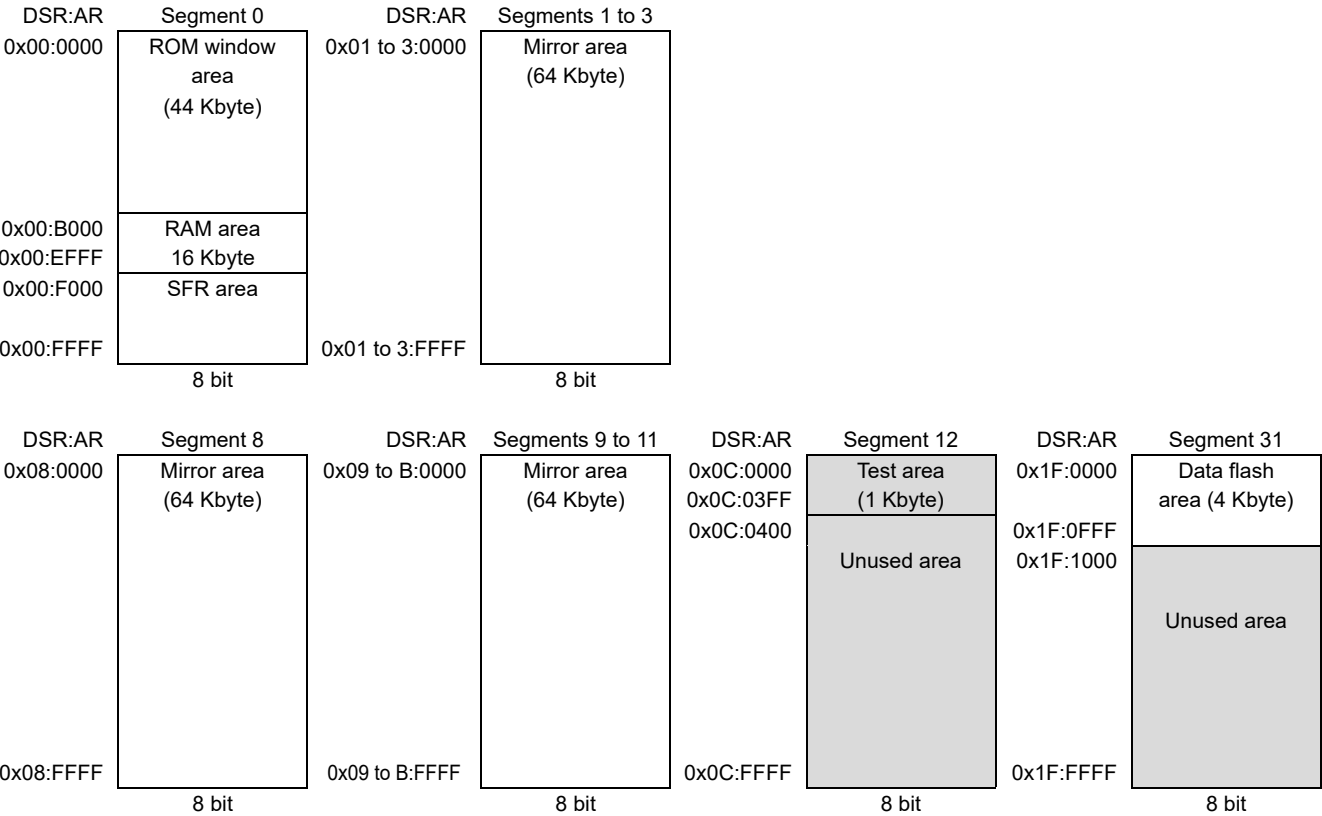 DSR:AR Segment 0 DSR:AR Segments 1 to 3
0x00:0000 ROM window 0x01 to 3:0000 Mirror area
area (64 Kbyte)
(44 Kbyte)
0x00:B000 RAM area
0x00:EFFF 16 Kbyte
0x00:F000 SFR area
0x00:FFFF 0x01 to 3:FFFF
8 bit 8 bit
DSR:AR Segment 8 DSR:AR Segments 9 to 11 DSR:AR Segment 12 DSR:AR Segment 31
0x08:0000 Mirror area 0x09 to B:0000 Mirror area 0x0C:0000 Test area 0x1F:0000 Data flash
(64 Kbyte) (64 Kbyte) 0x0C:03FF (1 Kbyte) area (4 Kbyte)
0x0C:0400 0x1F:0FFF
Unused area 0x1F:1000
Unused area
0x08:FFFF 0x09 to B:FFFF 0x0C:FFFF 0x1F:FFFF
8 bit 8 bit 8 bit 8 bit